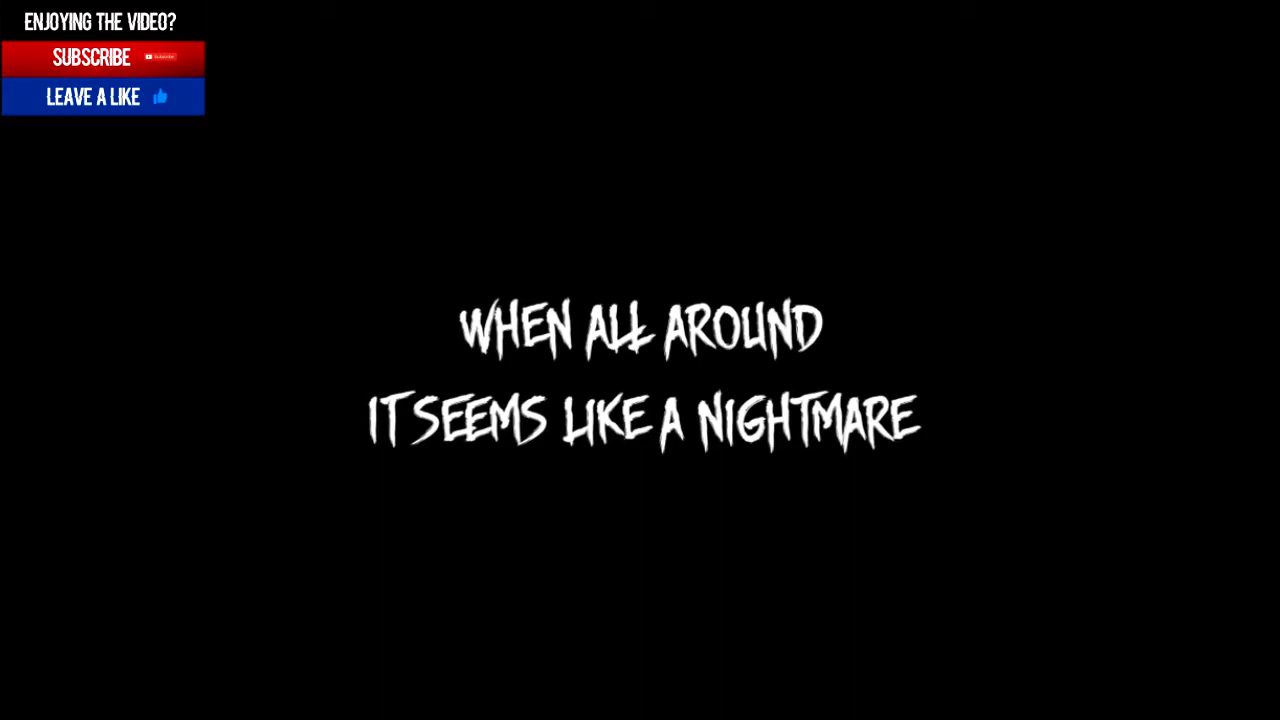 ENJOYING THE VIDEO?
SUBSCRIBE
LEAVE A LIKE
WHEN ALL AROUND
IT SEEMS LIKE A NIGHTMARE